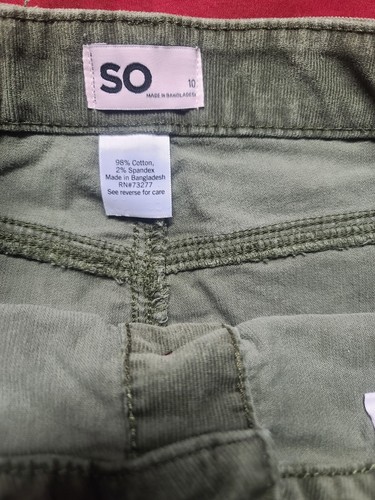 SO
10
MADE IN BANGLADESH
98% Cotton,
2% Spandex
Made in Bangladesh
RN#73277
See reverse for care